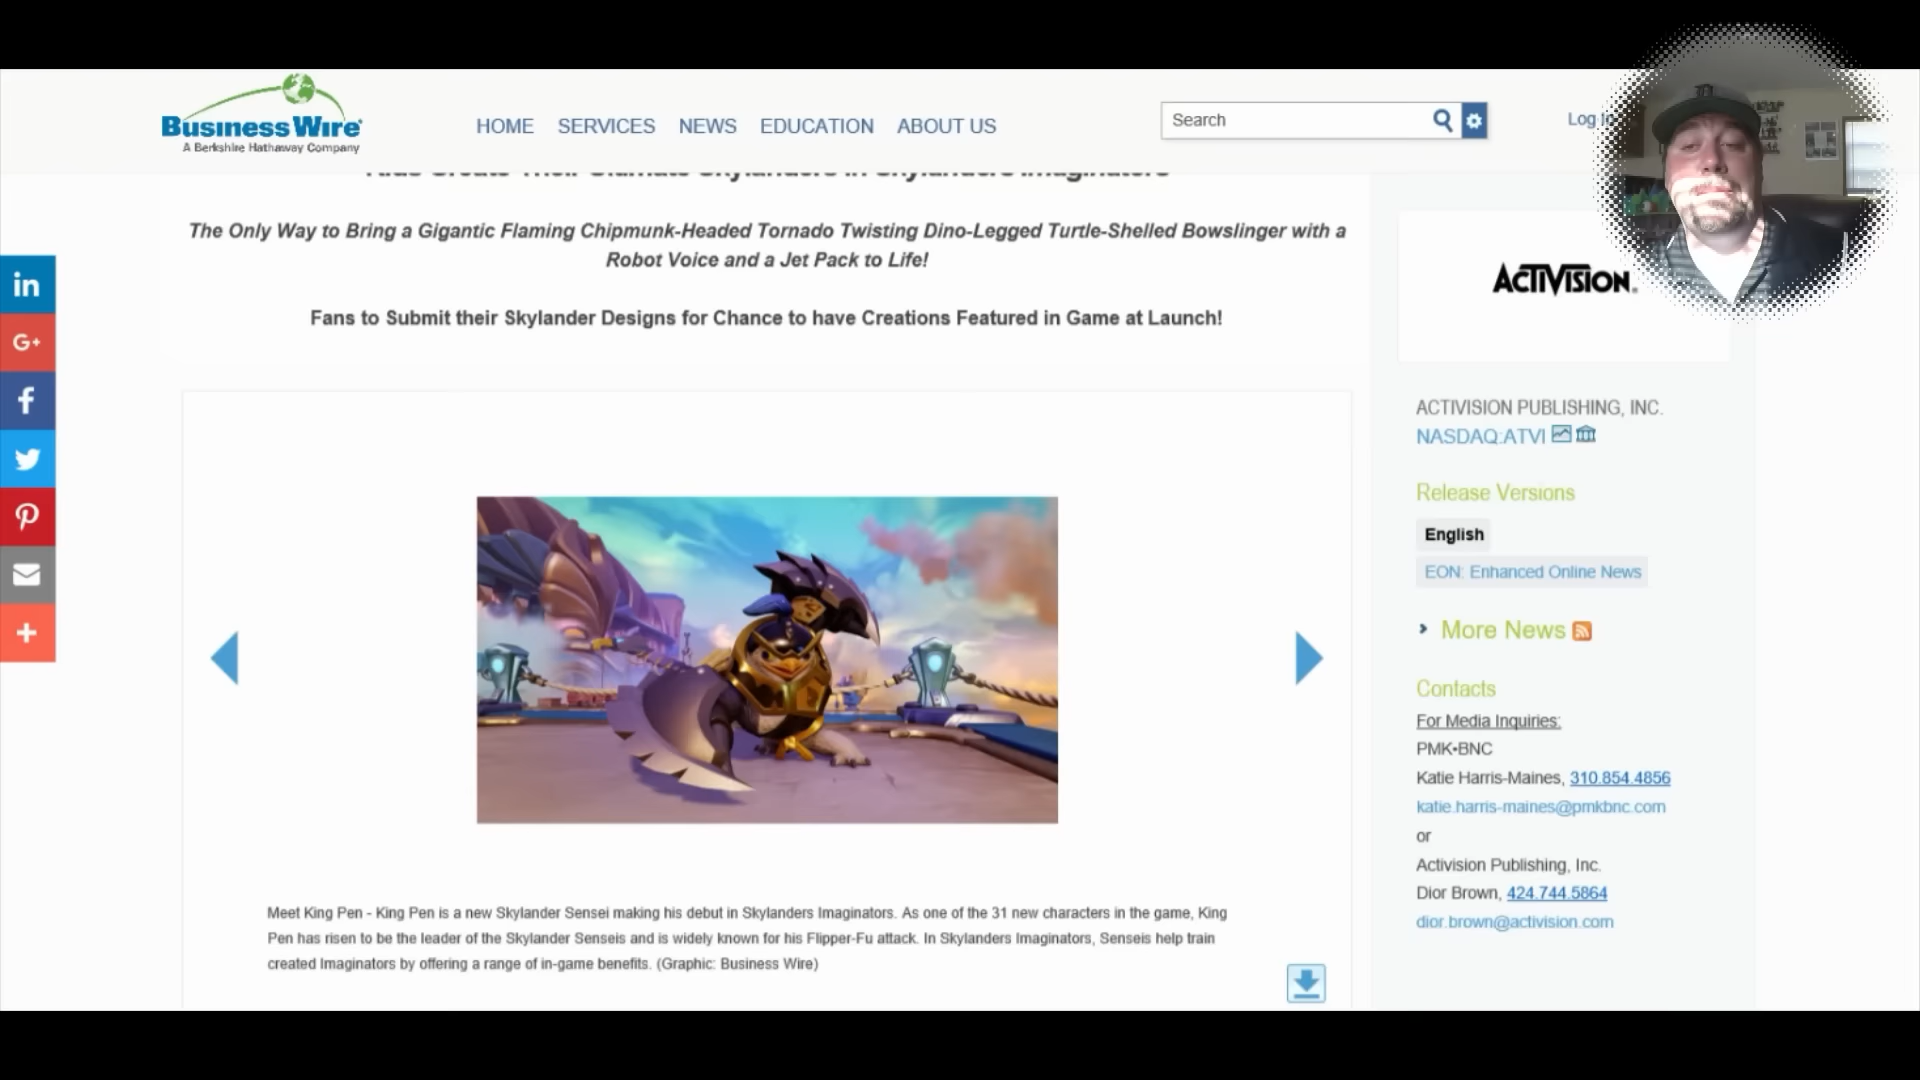 Business Wire
A Berkshire Hathaway Company
HOME SERVICES NEWS EDUCATION ABOUT US
Search
Log in
Kids Create Their Ultimate Skylanders in Skylanders Imaginators
The Only Way to Bring a Gigantic Flaming Chipmunk-Headed Tornado Twisting Dino-Legged Turtle-Shelled Bowslinger with a
Robot Voice and a Jet Pack to Life!
Fans to Submit their Skylander Designs for Chance to have Creations Featured in Game at Launch!
in
G+
f
Meet King Pen - King Pen is a new Skylander Sensei making his debut in Skylanders Imaginators. As one of the 31 new characters in the game, King
Pen has risen to be the leader of the Skylander Senseis and is widely known for his Flipper-Fu attack. In Skylanders Imaginators, Senseis help train
created Imaginators by offering a range of in-game benefits. (Graphic: Business Wire)
ACTIVISION
ACTIVISION PUBLISHING, INC.
NASDAQ:ATVI
Release Versions
English
EON: Enhanced Online News
More News
Contacts
For Media Inquiries:
PMK•BNC
Katie Harris-Maines, 310.854.4856
katie.harris-maines@pmkbnc.com
or
Activision Publishing, Inc.
Dior Brown, 424.744.5864
dior.brown@activision.com